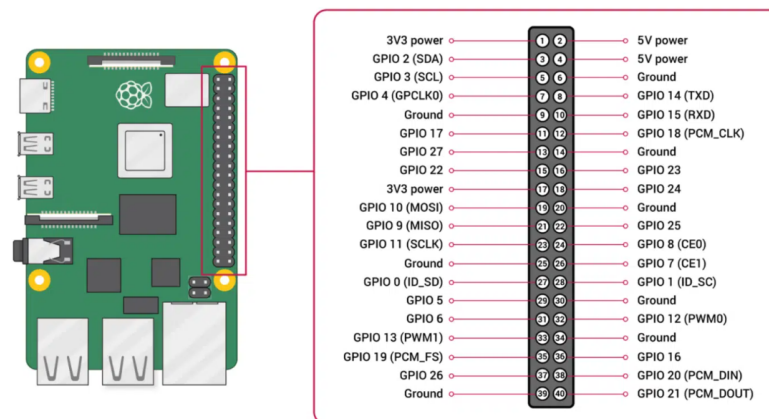 3V3 power 1 2 5V power
GPIO 2 (SDA) 3 4 5V power
GPIO 3 (SCL) 5 6 Ground
GPIO 4 (GPCLK0) 7 8 GPIO 14 (TXD)
Ground 9 10 GPIO 15 (RXD)
GPIO 17 11 12 GPIO 18 (PCM_CLK)
GPIO 27 13 14 Ground
GPIO 22 15 16 GPIO 23
3V3 power 17 18 GPIO 24
GPIO 10 (MOSI) 19 20 Ground
GPIO 9 (MISO) 21 22 GPIO 25
GPIO 11 (SCLK) 23 24 GPIO 8 (CE0)
Ground 25 26 GPIO 7 (CE1)
GPIO 0 (ID_SD) 27 28 GPIO 1 (ID_SC)
GPIO 5 29 30 Ground
GPIO 6 31 32 GPIO 12 (PWM0)
GPIO 13 (PWM1) 33 34 Ground
GPIO 19 (PCM_FS) 35 36 GPIO 16
GPIO 26 37 38 GPIO 20 (PCM_DIN)
Ground 39 40 GPIO 21 (PCM_DOUT)